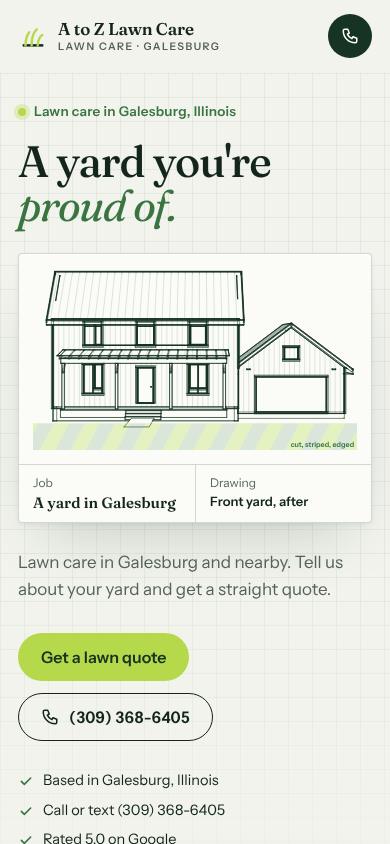 A to Z Lawn Care
LAWN CARE · GALESBURG
Lawn care in Galesburg, Illinois
A yard you're
proud of.
cut, striped, edged
Job
A yard in Galesburg
Drawing
Front yard, after
Lawn care in Galesburg and nearby. Tell us
about your yard and get a straight quote.
Get a lawn quote
(309) 368-6405
Based in Galesburg, Illinois
Call or text (309) 368-6405
Rated 5.0 on Google